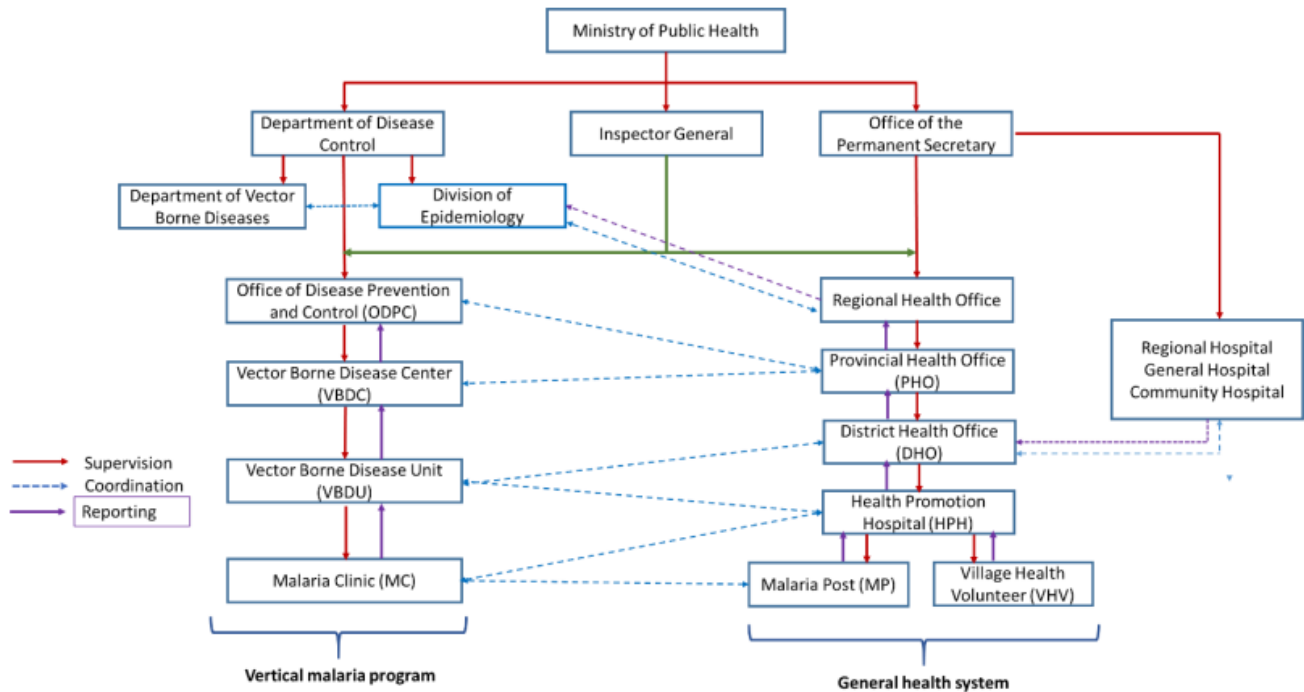 Ministry of Public Health
Department of Disease
Control
Inspector General
Office of the
Permanent Secretary
Department of Vector
Borne Diseases
Division of
Epidemiology
Office of Disease Prevention
and Control (ODPC)
Regional Health Office
Vector Borne Disease Center
(VBDC)
Provincial Health Office
(PHO)
Regional Hospital
General Hospital
Community Hospital
District Health Office
(DHO)
Supervision
Coordination
Reporting
Vector Borne Disease Unit
(VBDU)
Health Promotion
Hospital (HPH)
Malaria Clinic (MC)
Malaria Post (MP)
Village Health
Volunteer (VHV)
Vertical malaria program
General health system